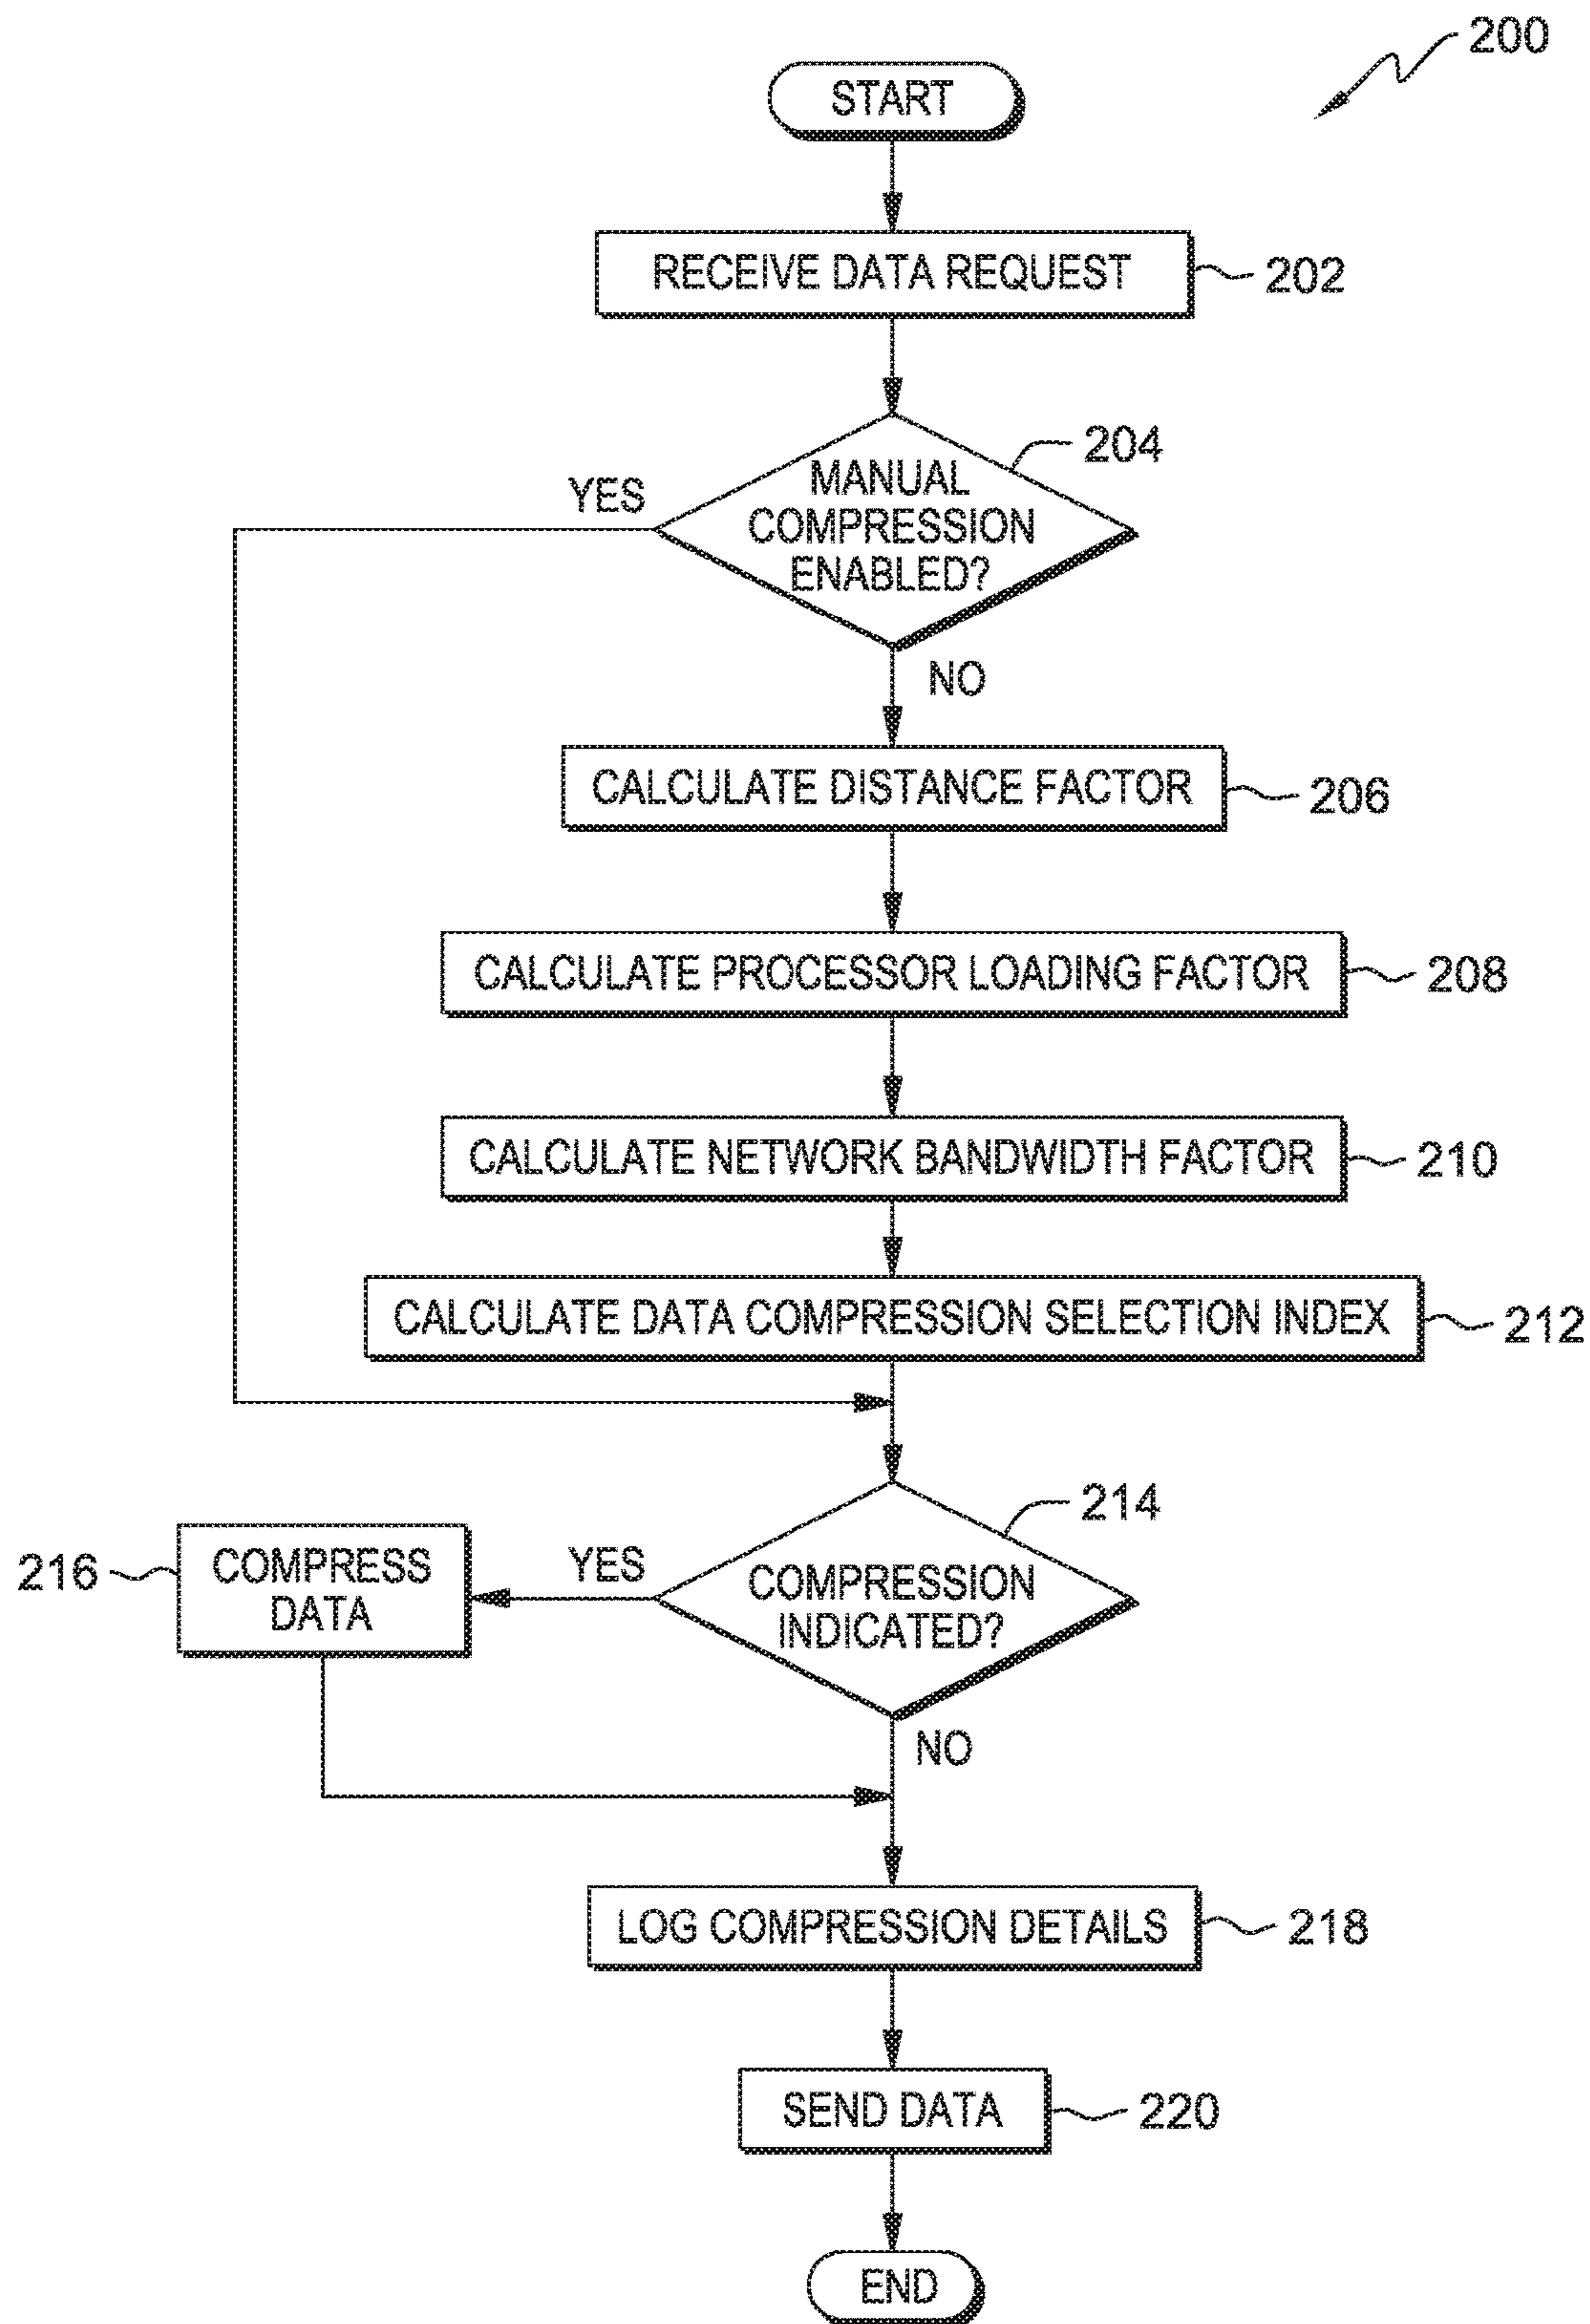 200
START
RECEIVE DATA REQUEST
202
204
MANUAL
COMPRESSION
ENABLED?
YES
NO
CALCULATE DISTANCE FACTOR
206
CALCULATE PROCESSOR LOADING FACTOR
208
CALCULATE NETWORK BANDWIDTH FACTOR
210
CALCULATE DATA COMPRESSION SELECTION INDEX
212
214
COMPRESSION
INDICATED?
YES
216
COMPRESS
DATA
NO
LOG COMPRESSION DETAILS
218
SEND DATA
220
END